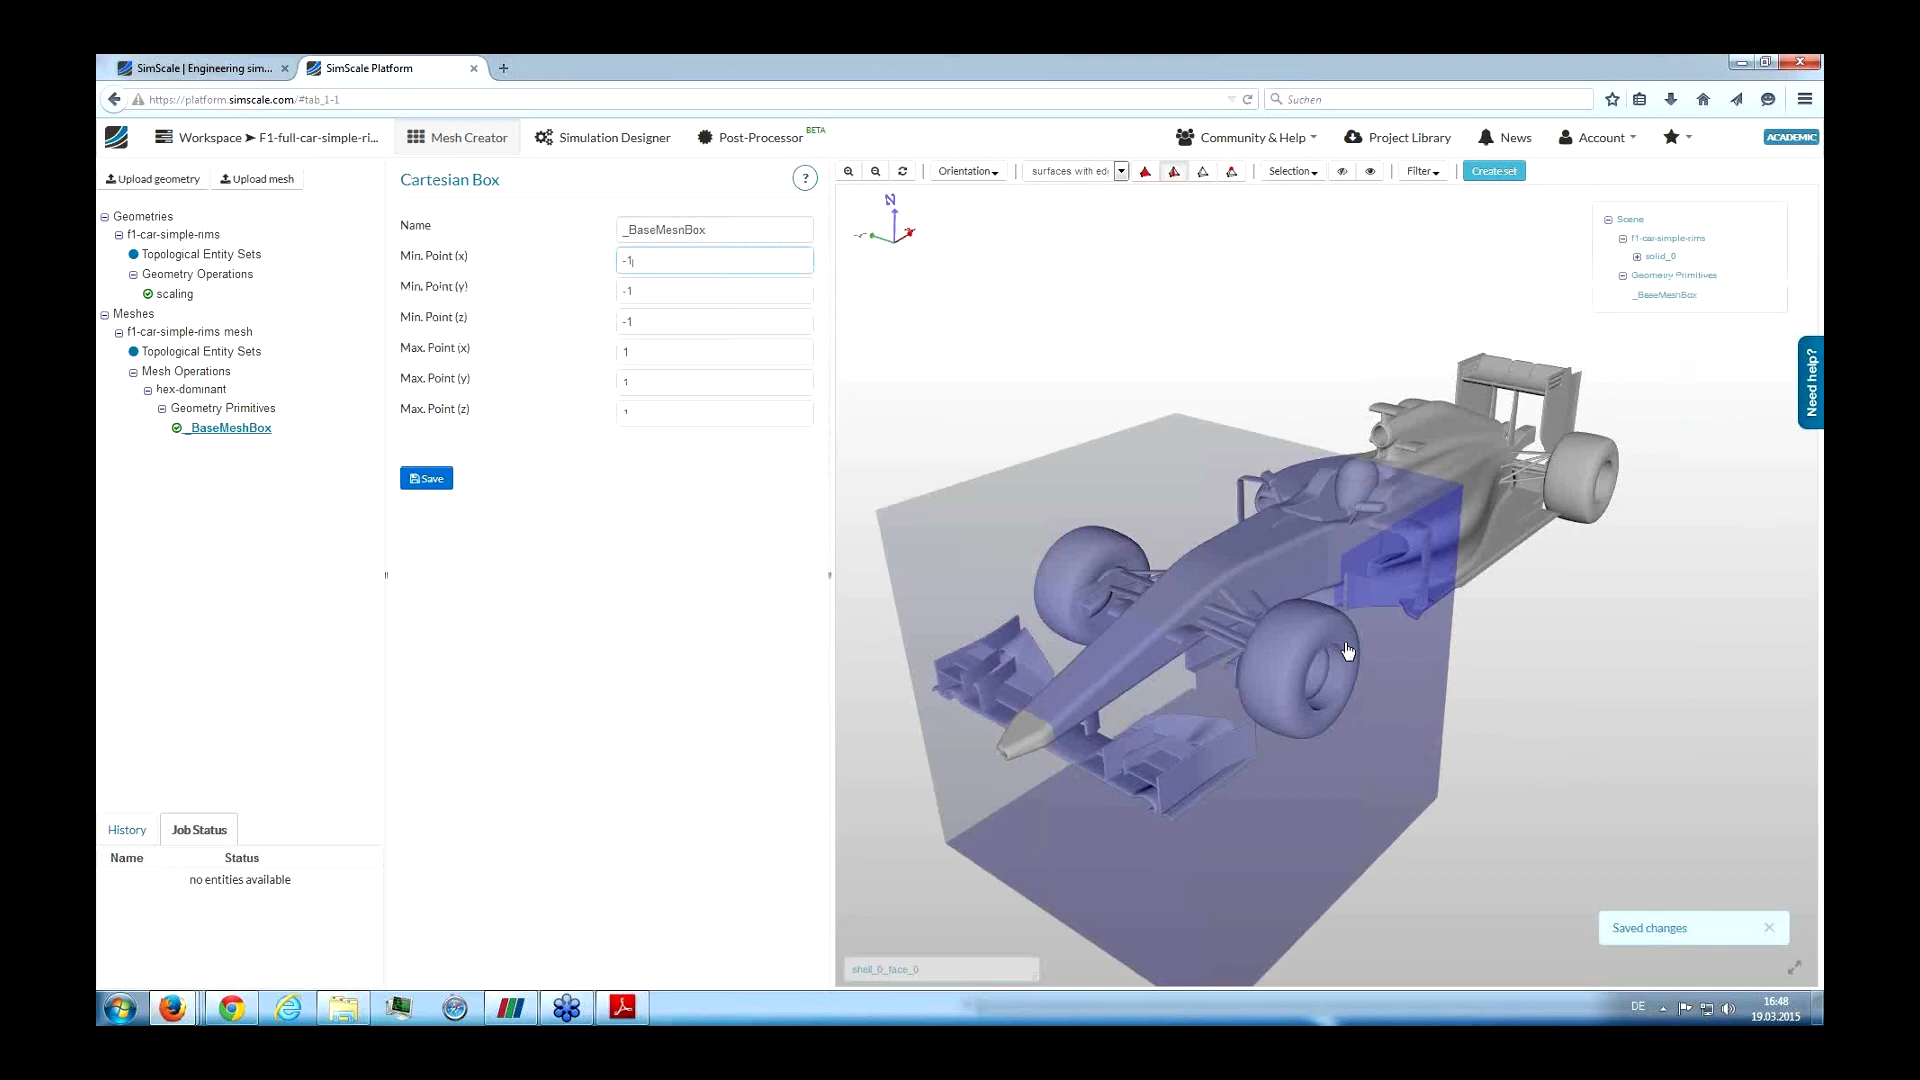 SimScale | Engineering sim...
SimScale Platform
https://platform.simscale.com/#tab_1-1
Suchen
Workspace ➤ F1-full-car-simple-ri...
Mesh Creator
Simulation Designer
Post-Processor BETA
Community & Help
Project Library
News
Account
ACADEMIC
Upload geometry
Upload mesh
Geometries
f1-car-simple-rims
Topological Entity Sets
Geometry Operations
scaling
Meshes
f1-car-simple-rims mesh
Topological Entity Sets
Mesh Operations
hex-dominant
Geometry Primitives
_BaseMeshBox
History
Job Status
Name Status
no entities available
Cartesian Box
?
Name _BaseMeshBox
Min. Point (x) -1
Min. Point (y) -1
Min. Point (z) -1
Max. Point (x) 1
Max. Point (y) 1
Max. Point (z) 1
Save
Orientation
surfaces with ed
Selection
Filter
Create set
Scene
f1-car-simple-rims
solid_0
Geometry Primitives
_BaseMeshBox
Need help?
Saved changes
shell_0_face_0
DE
16:48
19.03.2015